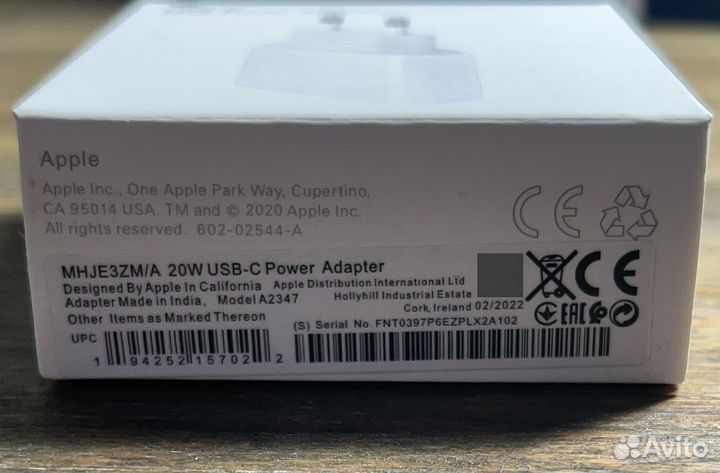 Apple
Apple Inc., One Apple Park Way, Cupertino,
CA 95014 USA. TM and © 2020 Apple Inc.
All rights reserved. 602-02544-A
MHJE3ZM/A 20W USB-C Power Adapter
Designed By Apple In California Apple Distribution International Ltd
Adapter Made in India, Model A2347 Hollyhill Industrial Estate
Cork, Ireland 02/2022
Other Items as Marked Thereon
(S) Serial No. FNT0397P6EZPLX2A102
UPC
1 94252 15702 2
CE
CE
EAC
Avito